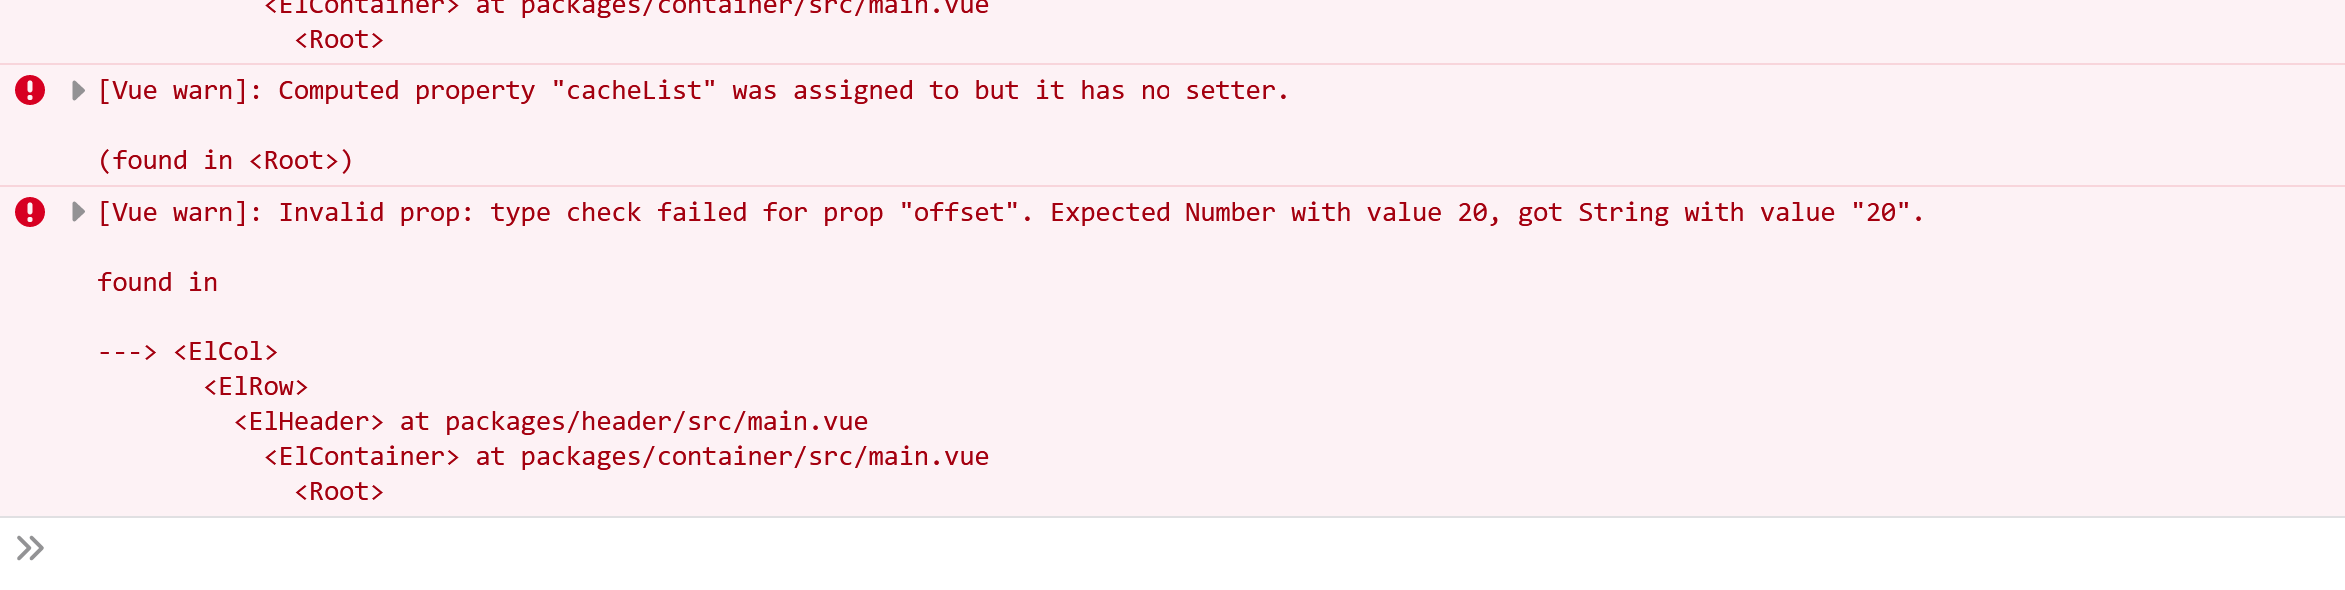 <ElContainer> at packages/container/src/main.vue
<Root>
[Vue warn]: Computed property "cacheList" was assigned to but it has no setter.
(found in <Root>)
[Vue warn]: Invalid prop: type check failed for prop "offset". Expected Number with value 20, got String with value "20".
found in
---> <ElCol>
<ElRow>
<ElHeader> at packages/header/src/main.vue
<ElContainer> at packages/container/src/main.vue
<Root>